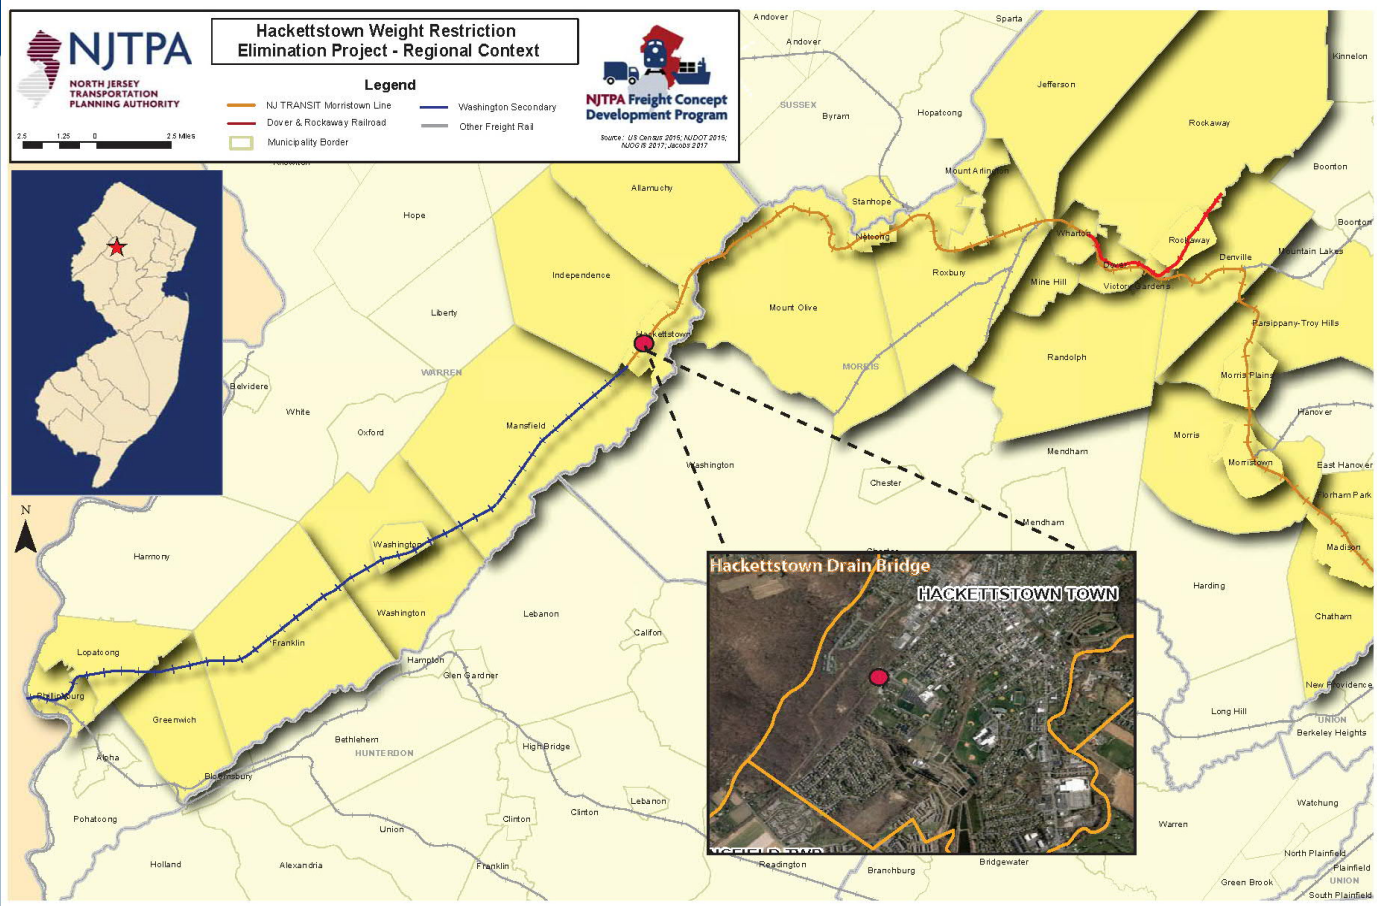 NJTPA
NORTH JERSEY
TRANSPORTATION
PLANNING AUTHORITY
Hackettstown Weight Restriction
Elimination Project - Regional Context
Legend
NJ TRANSIT Morristown Line
Dover & Rockaway Railroad
Municipality Border
Washington Secondary
Other Freight Rail
NJTPA Freight Concept
Development Program
Source: US Census 2015; NJDOT 2015;
NJOGIS 2017; Jacobs 2017
2.5 1.25 0 2.5 Miles
N
Andover
Andover
Sparta
Kinnelon
Jefferson
SUSSEX
Byram
Hopatcong
Rockaway
Knowlton
Boonton
Mount Arlington
Allamuchy
Stanhope
Hope
Boonton
Netcong
Wharton
Rockaway
Mountain Lakes
Denville
Dover
Independence
Roxbury
Mine Hill
Victory Gardens
Mount Olive
Liberty
Parsippany-Troy Hills
Hackettstown
Randolph
MORRIS
WARREN
Morris Plains
Belvidere
White
Hanover
Mansfield
Oxford
Morris
Mendham
Washington
Morristown
East Hanover
Chester
Florham Park
Mendham
Washington
Madison
Harmony
Chester
Harding
Washington
Lebanon
Chatham
Califon
Franklin
Lopatcong
Hampton
Glen Gardner
New Providence
Phillipsburg
Long Hill
UNION
Greenwich
Berkeley Heights
Bethlehem
High Bridge
HUNTERDON
Alpha
Bloomsbury
Lebanon
Watchung
Clinton
Clinton
Pohatcong
Union
Warren
North Plainfield
Holland
Alexandria
Franklin
Readington
Branchburg
Bridgewater
Plainfield
Green Brook
UNION
South Plainfield
Hackettstown Drain Bridge
HACKETTSTOWN TOWN